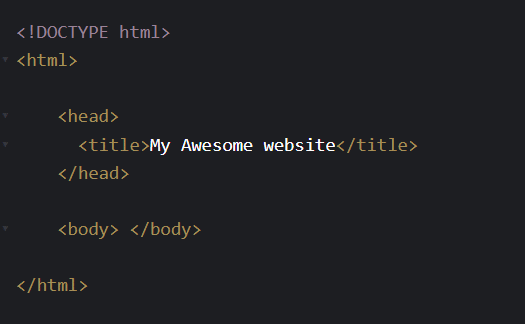 <!DOCTYPE html>
<html>
<head>
<title>My Awesome website</title>
</head>
<body> </body>
</html>